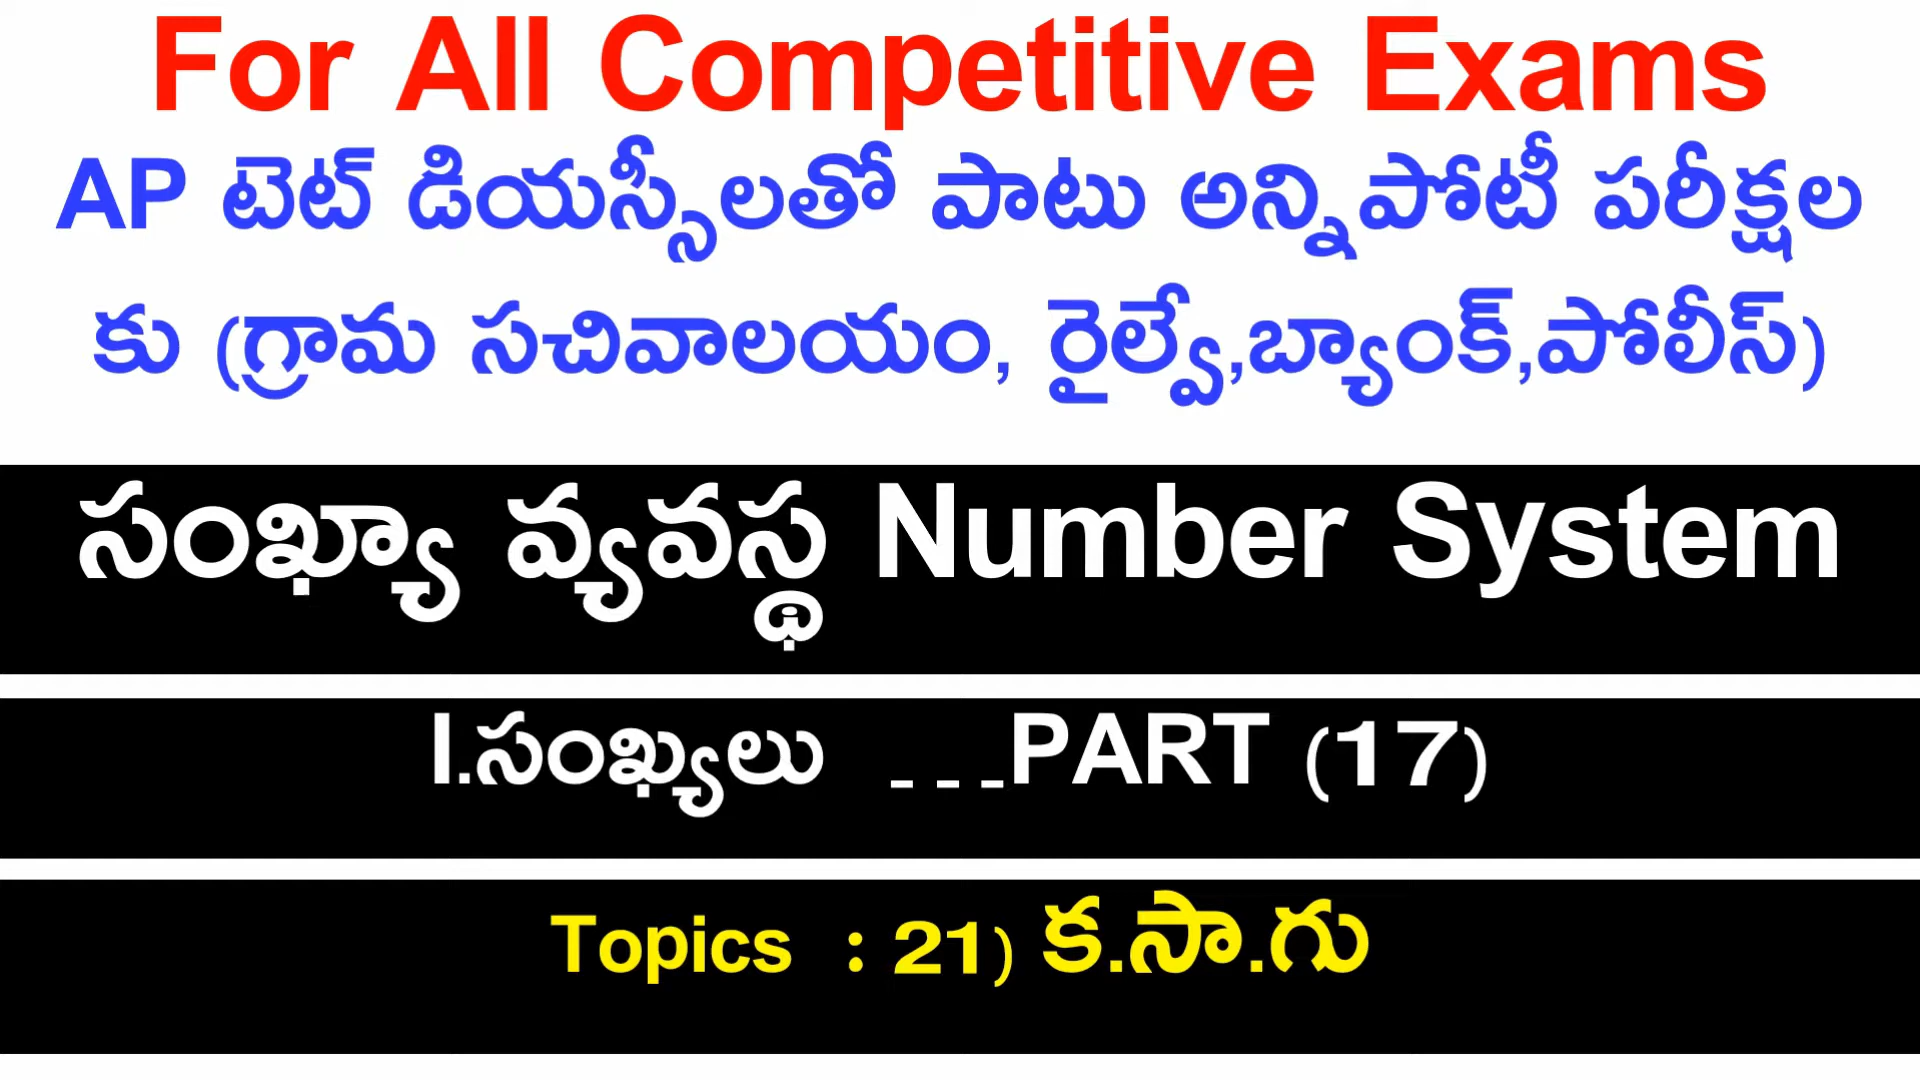 For All Competitive Exams
AP టెట్ డియస్సీలతో పాటు అన్నిపోటీ పరీక్షల
కు (గ్రామ సచివాలయం, రైల్వే,బ్యాంక్,పోలీస్)
సంఖ్యా వ్యవస్థ Number System
I.సంఖ్యలు _ _ _PART (17)
Topics : 21) క.సా.గు